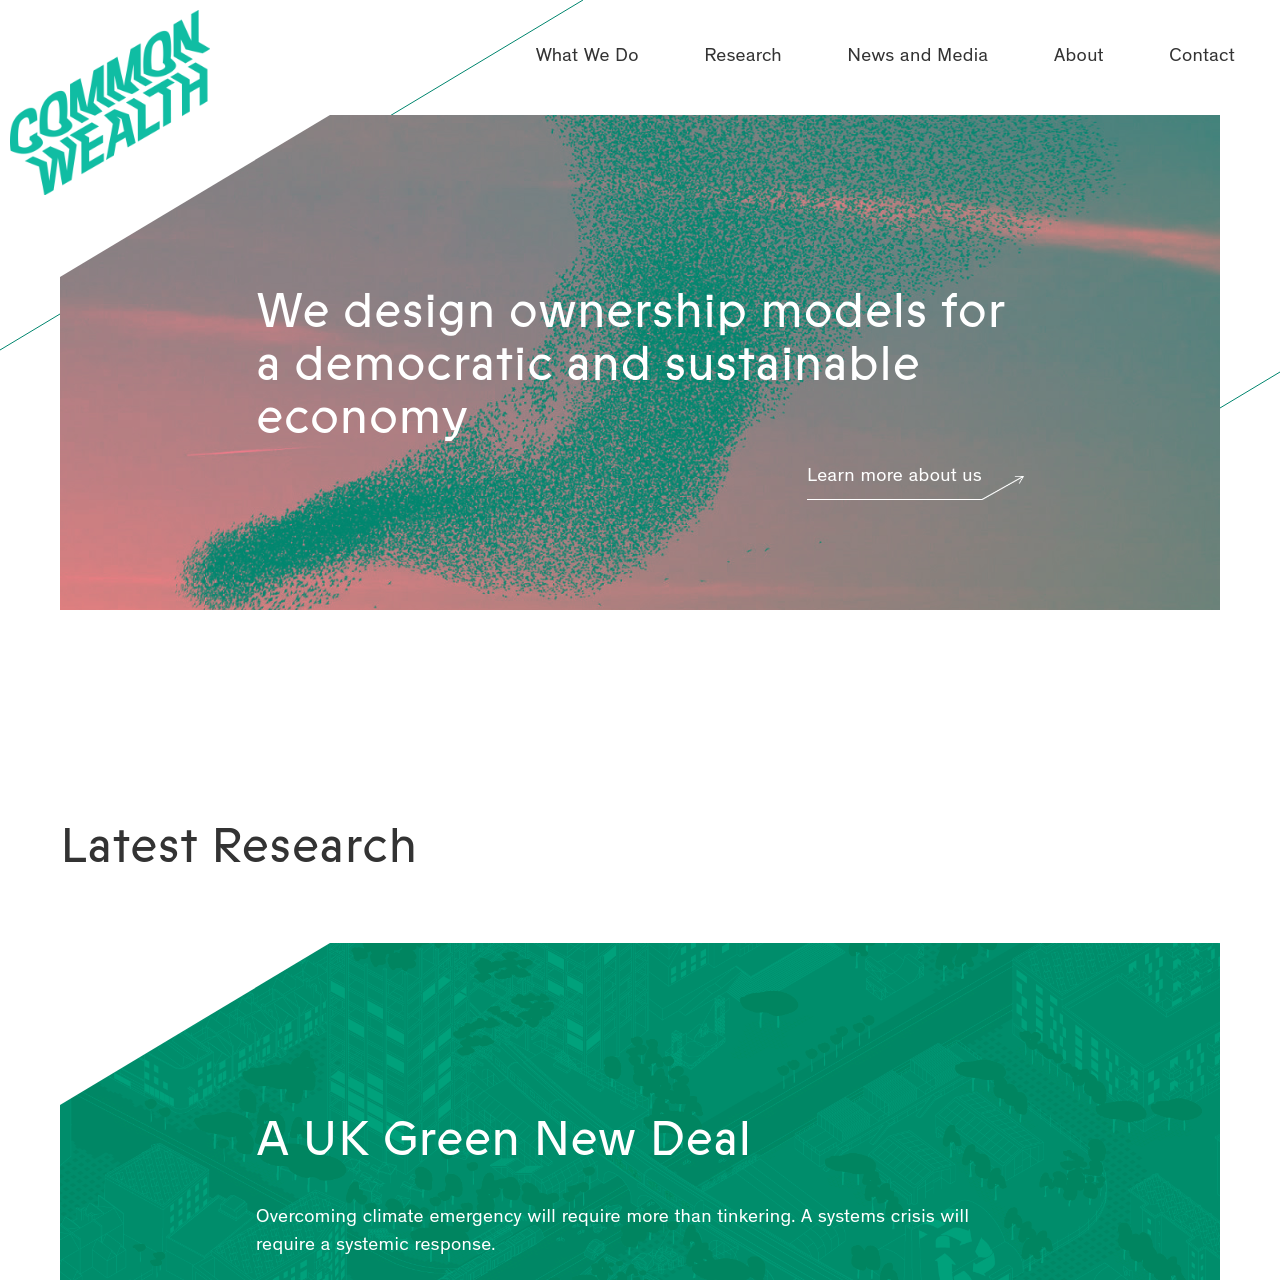 COMMON
WEALTH
What We Do
Research
News and Media
About
Contact
We design ownership models for
a democratic and sustainable
economy
Learn more about us
Latest Research
A UK Green New Deal
Overcoming climate emergency will require more than tinkering. A systems crisis will
require a systemic response.